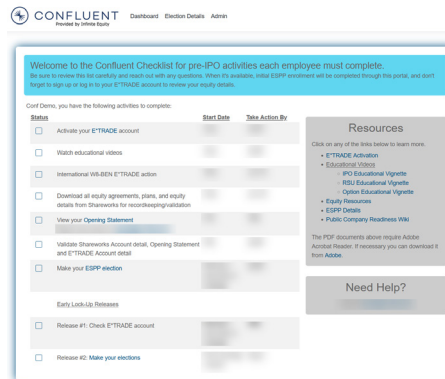 CONFLUENT
Provided by Infinite Equity
Dashboard Election Details Admin
Welcome to the Confluent Checklist for pre-IPO activities each employee must complete.
Be sure to review this list carefully and reach out with any questions. When it's available, initial ESPP enrollment will be completed through this portal, and don't
forget to sign up or log in to your E*TRADE account to review your equity details.
Conf Demo, you have the following activities to complete:
Status Start Date Take Action By
Activate your E*TRADE account
Watch educational videos
International W8-BEN E*TRADE action
Download all equity agreements, plans, and equity
details from Shareworks for recordkeeping/validation
View your Opening Statement
Validate Shareworks Account detail, Opening Statement
and E*TRADE Account detail
Make your ESPP election
Early Lock-Up Releases
Release #1: Check E*TRADE account
Release #2: Make your elections
Resources
Click on any of the links below to learn more.
• E*TRADE Activation
• Educational Videos
○ IPO Educational Vignette
○ RSU Educational Vignette
○ Option Educational Vignette
• Equity Resources
• ESPP Details
• Public Company Readiness Wiki
The PDF documents above require Adobe
Acrobat Reader. If necessary you can download it
from Adobe.
Need Help?